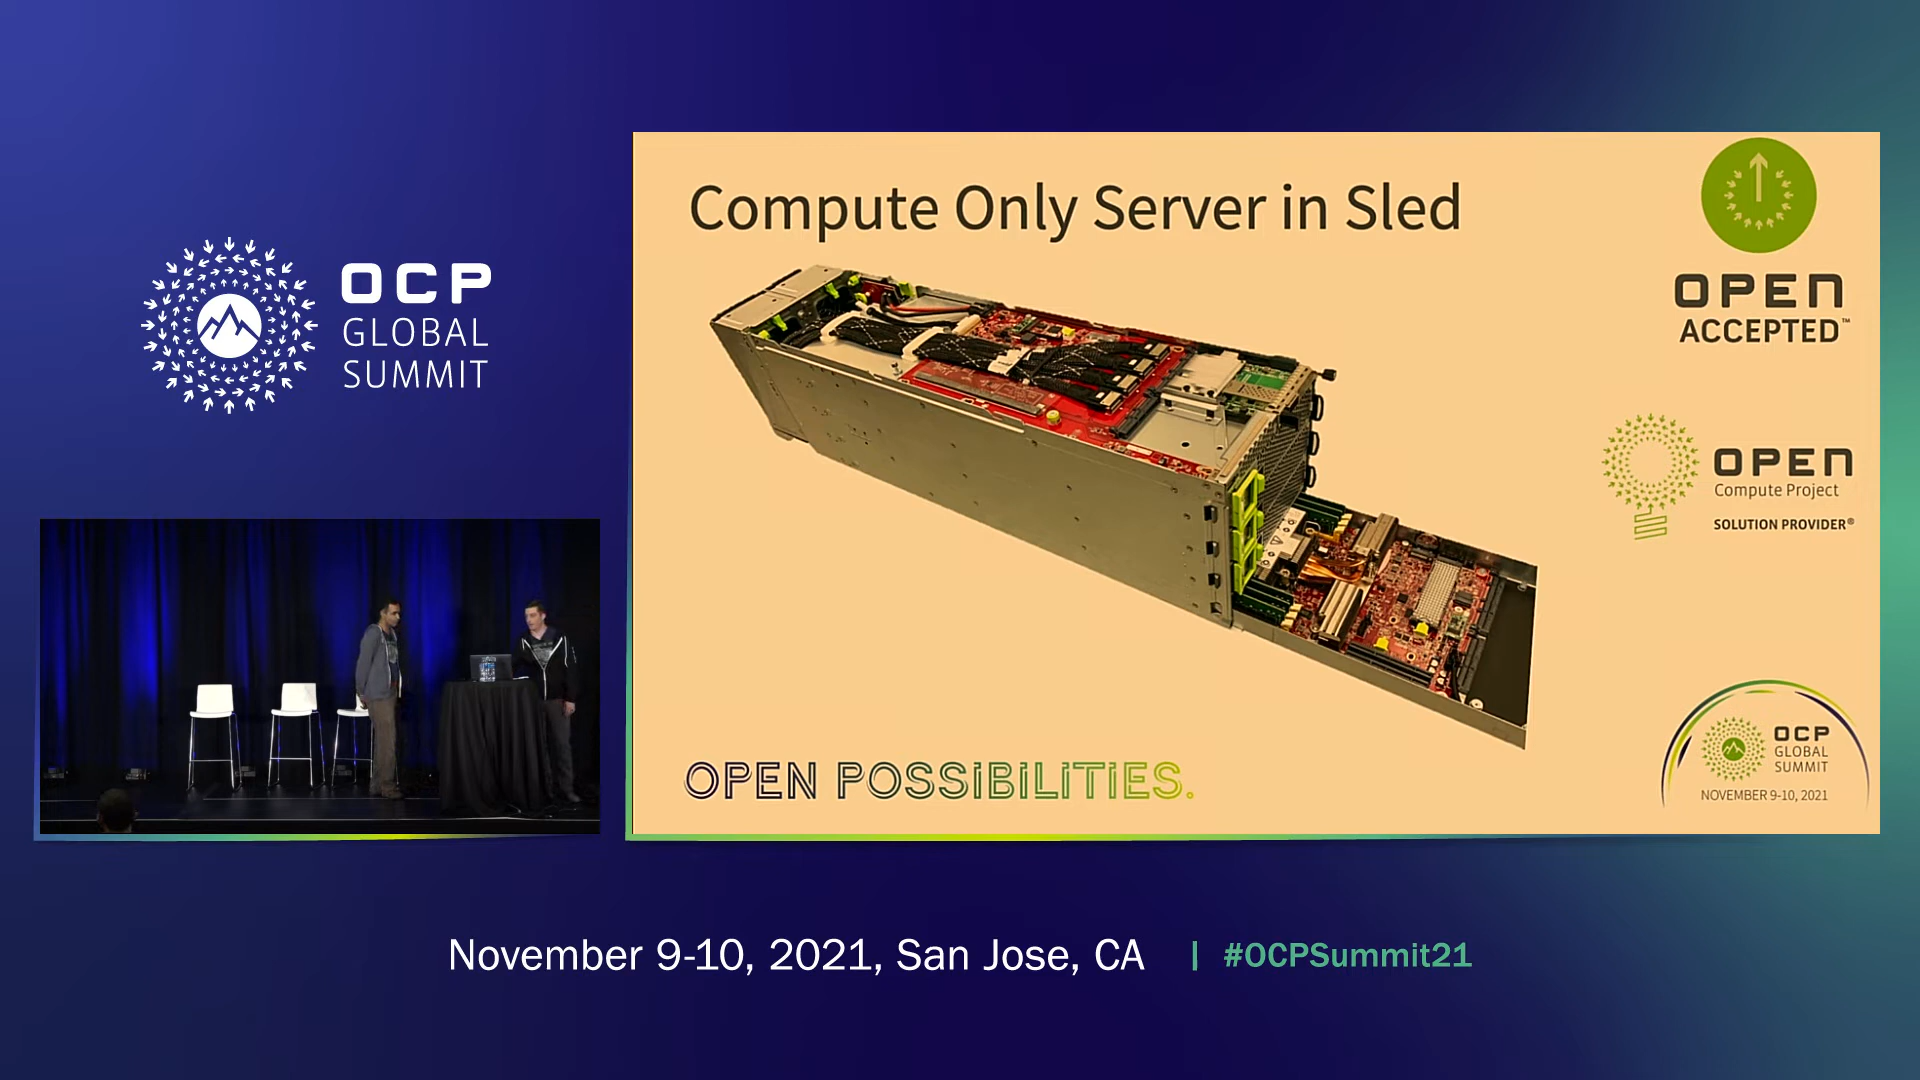 OCP
GLOBAL
SUMMIT
Compute Only Server in Sled
OPEN
ACCEPTED™
OPEN
Compute Project
SOLUTION PROVIDER®
OPEN POSSiBiLiTiES.
OCP
GLOBAL
SUMMIT
NOVEMBER 9-10, 2021
November 9-10, 2021, San Jose, CA | #OCPSummit21